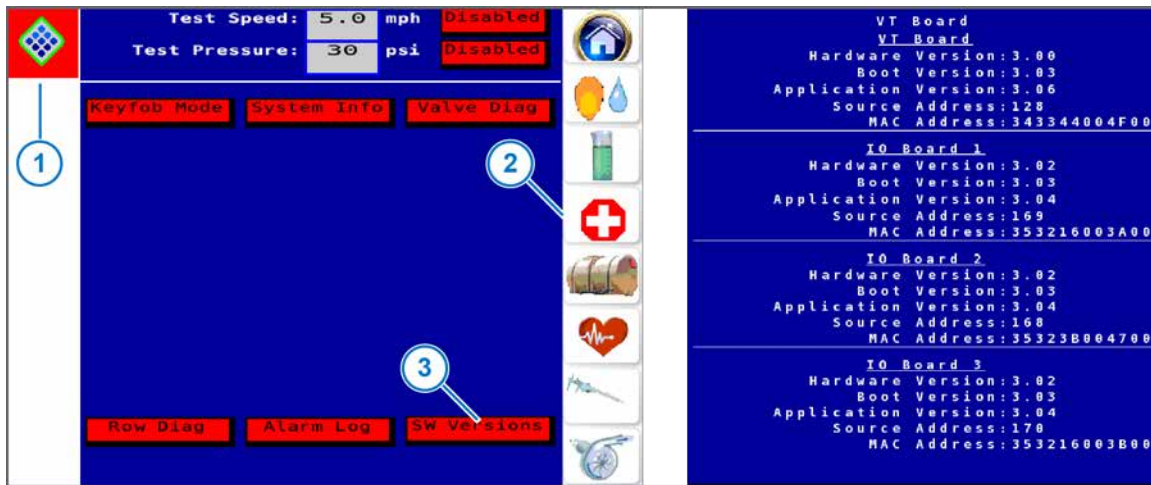 Test Speed: 5.0 mph Disabled
Test Pressure: 30 psi Disabled
1
Keyfob Mode System Info Valve Diag
2
3
Row Diag Alarm Log SW Versions
VT Board
VT Board
Hardware Version:3.00
Boot Version:3.03
Application Version:3.06
Source Address:128
MAC Address:343344004F00
IO Board 1
Hardware Version:3.02
Boot Version:3.03
Application Version:3.04
Source Address:169
MAC Address:353216003A00
IO Board 2
Hardware Version:3.02
Boot Version:3.03
Application Version:3.04
Source Address:168
MAC Address:35323B004700
IO Board 3
Hardware Version:3.02
Boot Version:3.03
Application Version:3.04
Source Address:170
MAC Address:353216003B00